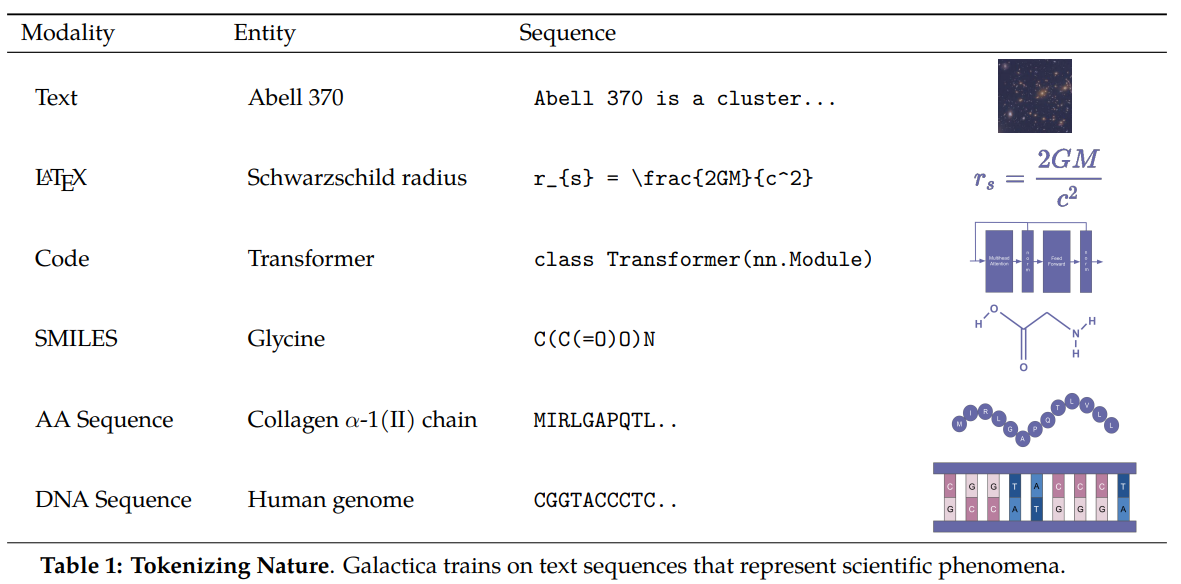 Modality Entity Sequence
Text Abell 370 Abell 370 is a cluster...
LATEX Schwarzschild radius r_{s} = \frac{2GM}{c^2} r_s = 2GM / c^2
Code Transformer class Transformer(nn.Module) Multihead Attention norm Feed Forward norm
SMILES Glycine C(C(=O)O)N H O O N H H
AA Sequence Collagen α-1(II) chain MIRLGAPQTL.. M I R L G A P Q T L V L L
DNA Sequence Human genome CGGTACCCTC.. C G G T A C C C T
G C C A T G G G A
Table 1: Tokenizing Nature. Galactica trains on text sequences that represent scientific phenomena.